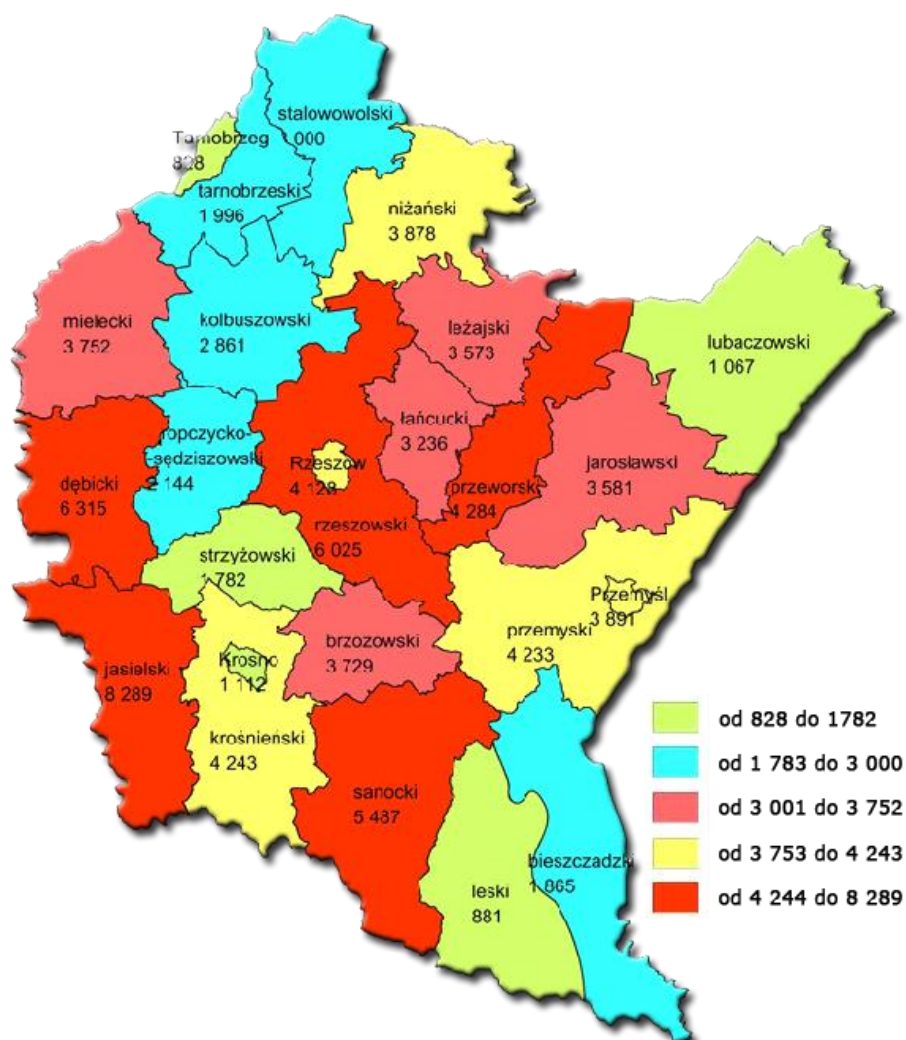 stalowowolski
000
Tarnobrzeg
828
tarnobrzeski
1 996
niżański
3 878
mielecki
3 752
kolbuszowski
2 861
leżajski
3 573
lubaczowski
1 067
łańcucki
3 236
ropczycko-
-sędziszowski
2 144
Rzeszów
4 128
dębicki
6 315
jarosławski
3 581
przeworsk
4 284
rzeszowski
6 025
strzyżowski
1 782
Przemyśl
3 891
przemyski
4 233
brzozowski
3 729
Krosno
1 112
jasielski
8 289
krośnieński
4 243
sanocki
5 487
bieszczadzki
1 865
leski
881
od 828 do 1782
od 1 783 do 3 000
od 3 001 do 3 752
od 3 753 do 4 243
od 4 244 do 8 289